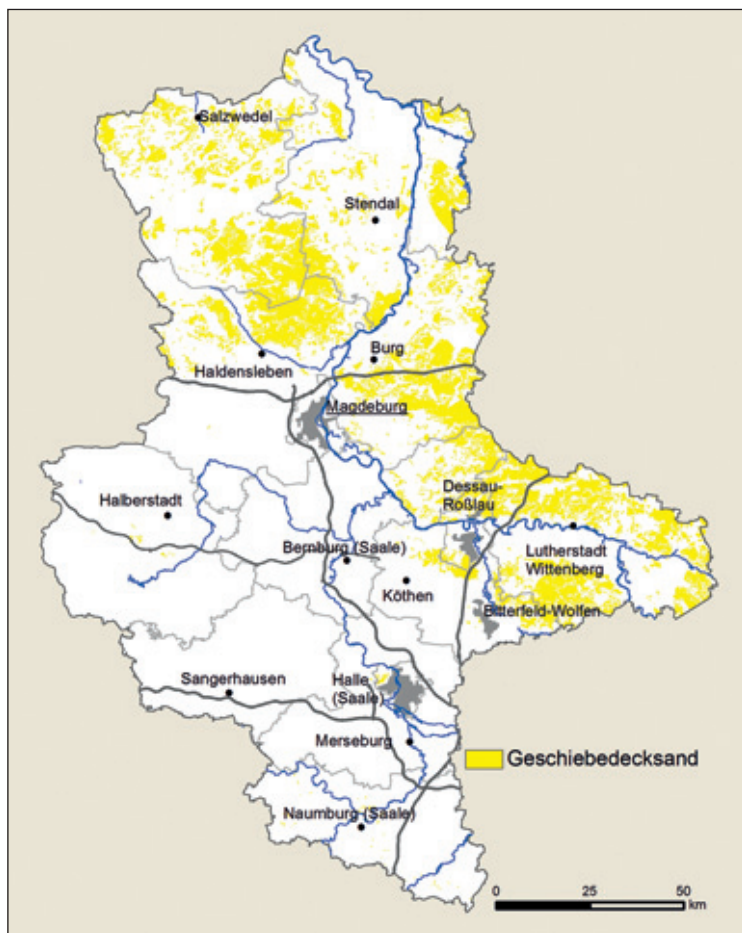 Salzwedel
Stendal
Burg
Haldensleben
Magdeburg
Dessau-
Roßlau
Halberstadt
Lutherstadt
Wittenberg
Bernburg (Saale)
Köthen
Bitterfeld-Wolfen
Sangerhausen
Halle
(Saale)
Merseburg
Geschiebedecksand
Naumburg (Saale)
0 25 50
km